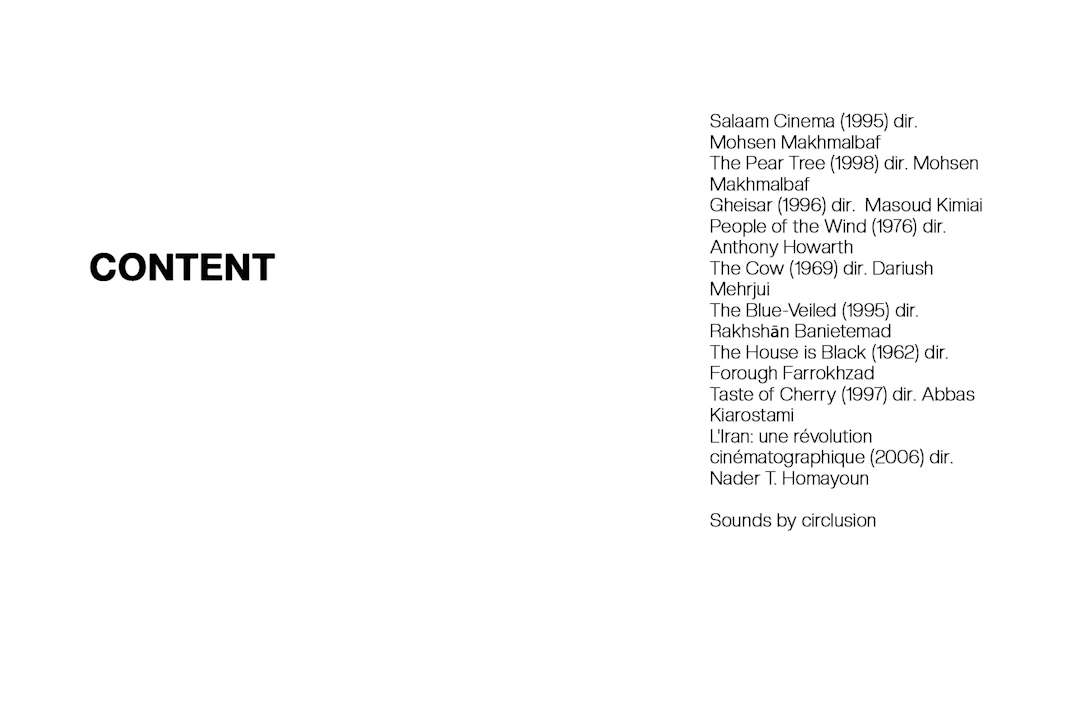 CONTENT
Salaam Cinema (1995) dir.
Mohsen Makhmalbaf
The Pear Tree (1998) dir. Mohsen
Makhmalbaf
Gheisar (1996) dir.  Masoud Kimiai
People of the Wind (1976) dir.
Anthony Howarth
The Cow (1969) dir. Dariush
Mehrjui
The Blue-Veiled (1995) dir.
Rakhshān Banietemad
The House is Black (1962) dir.
Forough Farrokhzad
Taste of Cherry (1997) dir. Abbas
Kiarostami
L'Iran: une révolution
cinématographique (2006) dir.
Nader T. Homayoun
Sounds by circlusion